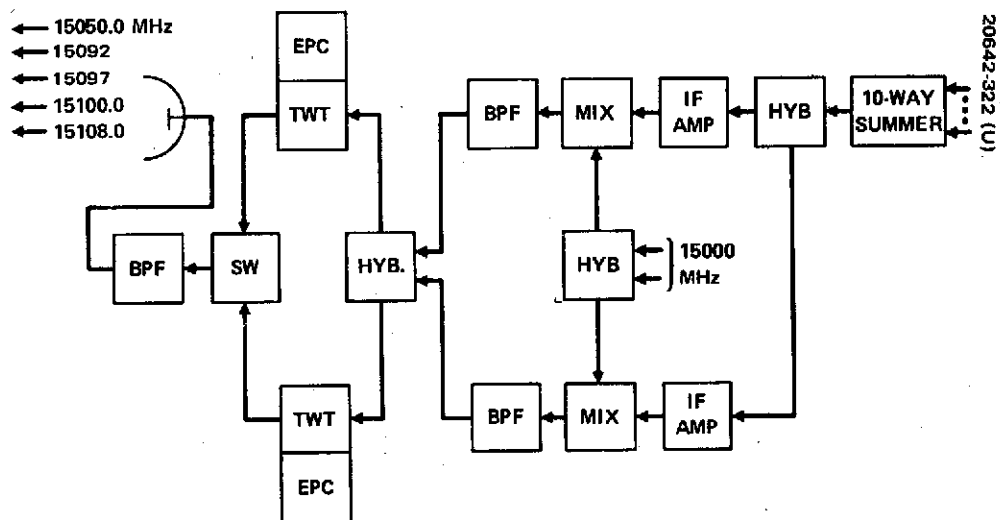 15050.0 MHz
15092
15097
15100.0
15108.0
EPC
TWT
BPF
MIX
IF
AMP
HYB
10-WAY
SUMMER
20642-322 (U)
BPF
SW
HYB.
HYB
15000
MHz
TWT
EPC
BPF
MIX
IF
AMP